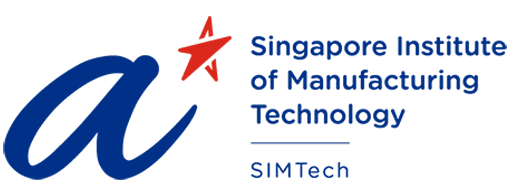 a
Singapore Institute
of Manufacturing
Technology
SIMTech